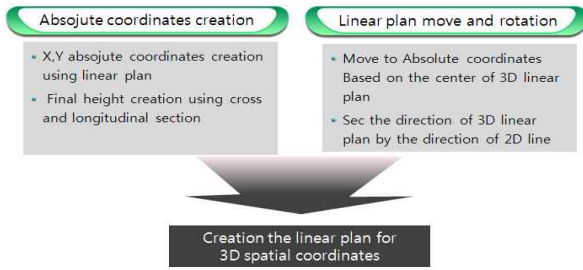 Absojute coordinates creation
• X,Y absojute coordinates creation
using linear plan
• Final height creation using cross
and longitudinal section
Linear plan move and rotation
• Move to Absolute coordinates
Based on the center of 3D linear
plan
• Sec the direction of 3D linear
plan by the direction of 2D line
Creation the linear plan for
3D spatial coordinates